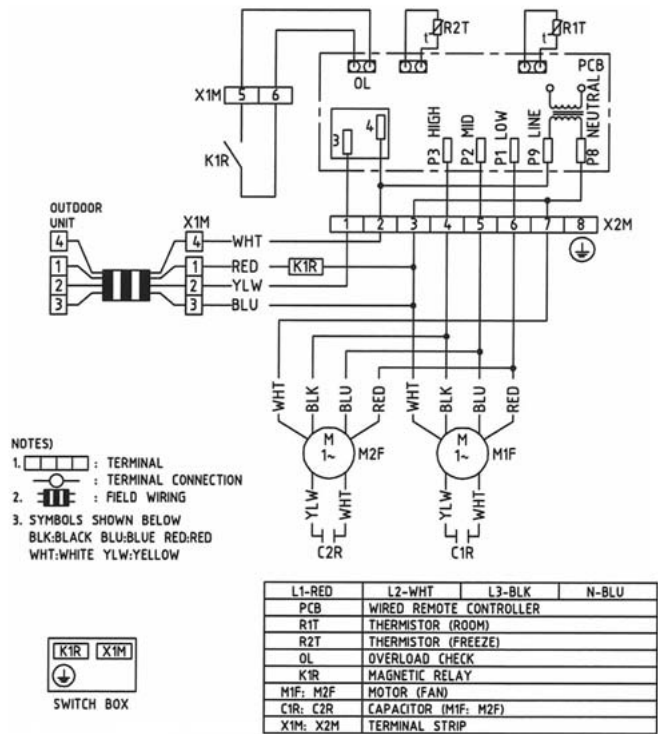 R2T
t
R1T
t
PCB
OL
X1M 5 6
K1R
3 4
P3 HIGH
P2 MID
P1 LOW
P9 LINE
P8 NEUTRAL
1 2 3 4 5 6 7 8 X2M
OUTDOOR
UNIT
X1M
4 4 WHT
1 1 RED K1R
2 2 YLW
3 3 BLU
WHT BLK BLU RED WHT BLK BLU RED
M
1~
M2F
M
1~
M1F
YLW WHT YLW WHT
C2R C1R
NOTES)
1. : TERMINAL
: TERMINAL CONNECTION
2. : FIELD WIRING
3. SYMBOLS SHOWN BELOW
BLK:BLACK BLU:BLUE RED:RED
WHT:WHITE YLW:YELLOW
K1R X1M
SWITCH BOX
L1-RED L2-WHT L3-BLK N-BLU
PCB WIRED REMOTE CONTROLLER
R1T THERMISTOR (ROOM)
R2T THERMISTOR (FREEZE)
OL OVERLOAD CHECK
K1R MAGNETIC RELAY
M1F: M2F MOTOR (FAN)
C1R: C2R CAPACITOR (M1F: M2F)
X1M: X2M TERMINAL STRIP